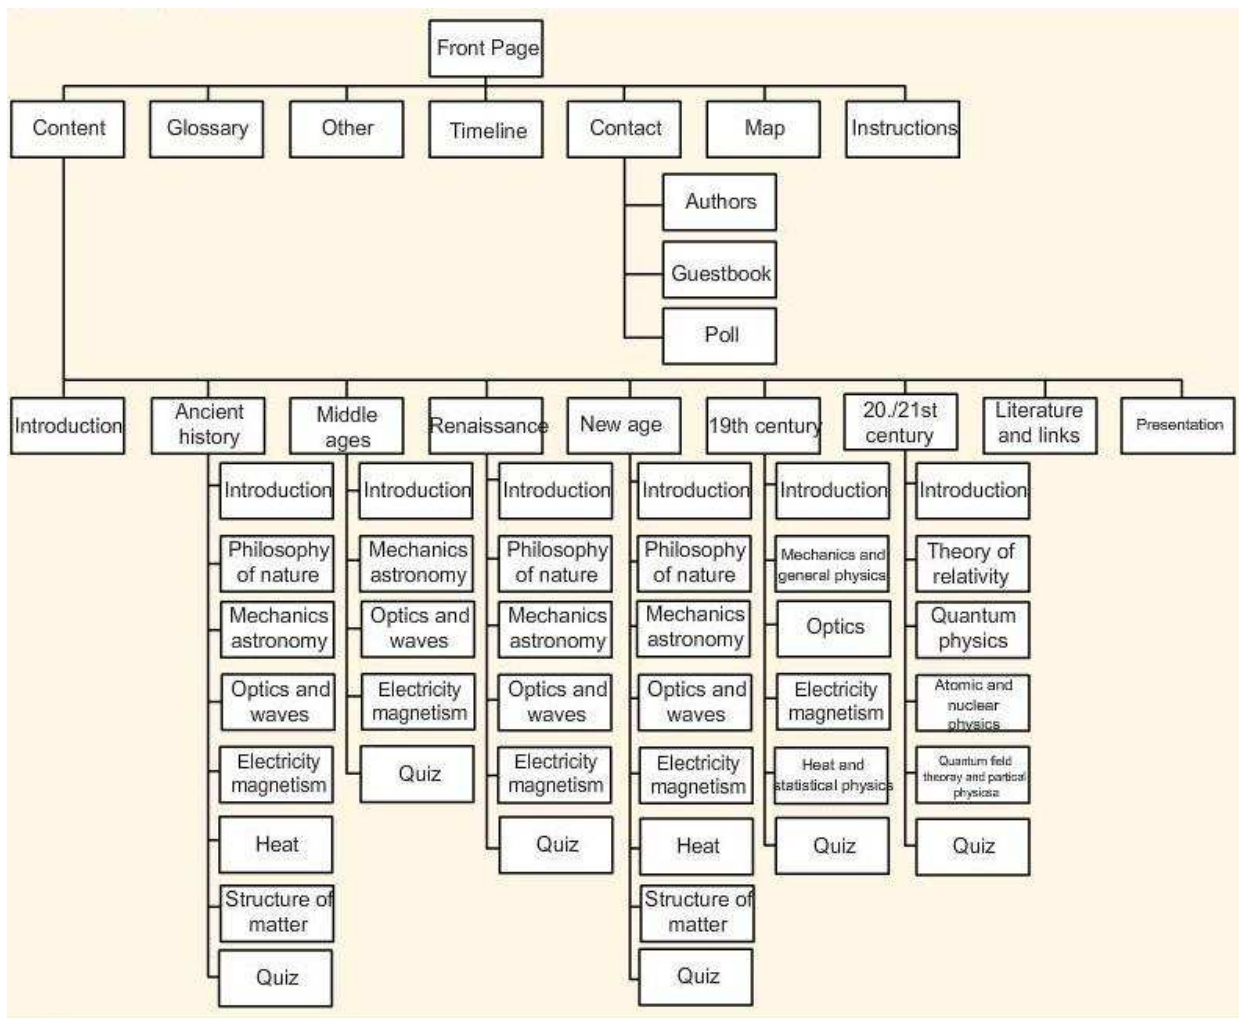 Front Page
Content
Glossary
Other
Timeline
Contact
Map
Instructions
Authors
Guestbook
Poll
Introduction
Ancient
history
Middle
ages
Renaissance
New age
19th century
20./21st
century
Literature
and links
Presentation
Introduction
Philosophy
of nature
Mechanics
astronomy
Optics and
waves
Electricity
magnetism
Heat
Structure of
matter
Quiz
Introduction
Mechanics
astronomy
Optics and
waves
Electricity
magnetism
Quiz
Introduction
Philosophy
of nature
Mechanics
astronomy
Optics and
waves
Electricity
magnetism
Quiz
Introduction
Philosophy
of nature
Mechanics
astronomy
Optics and
waves
Electricity
magnetism
Heat
Structure of
matter
Quiz
Introduction
Mechanics and
general physics
Optics
Electricity
magnetism
Heat and
statistical physics
Quiz
Introduction
Theory of
relativity
Quantum
physics
Atomic and
nuclear
physics
Quantum field
theoray and partical
physiosa
Quiz